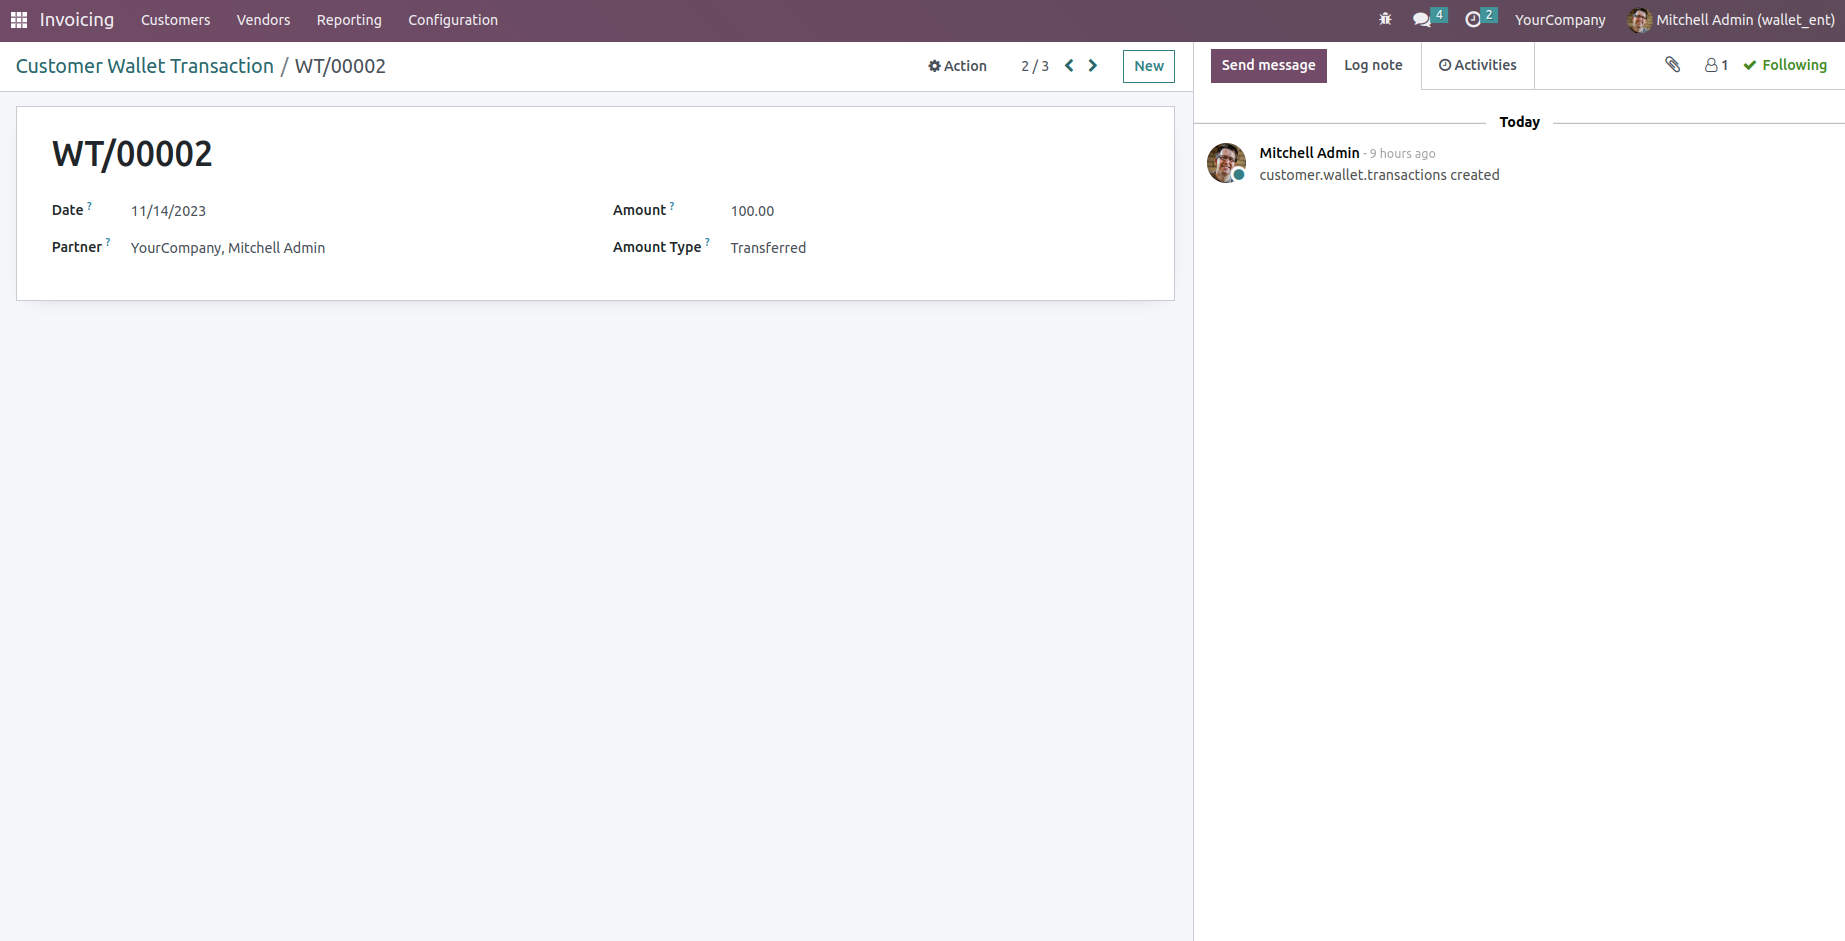 Invoicing Customers Vendors Reporting Configuration 4 2 YourCompany Mitchell Admin (wallet_ent)
Customer Wallet Transaction / WT/00002 Action 2 / 3 New Send message Log note Activities 1 Following
WT/00002
Date ? 11/14/2023 Amount ? 100.00
Partner ? YourCompany, Mitchell Admin Amount Type ? Transferred
Today
Mitchell Admin - 9 hours ago
customer.wallet.transactions created